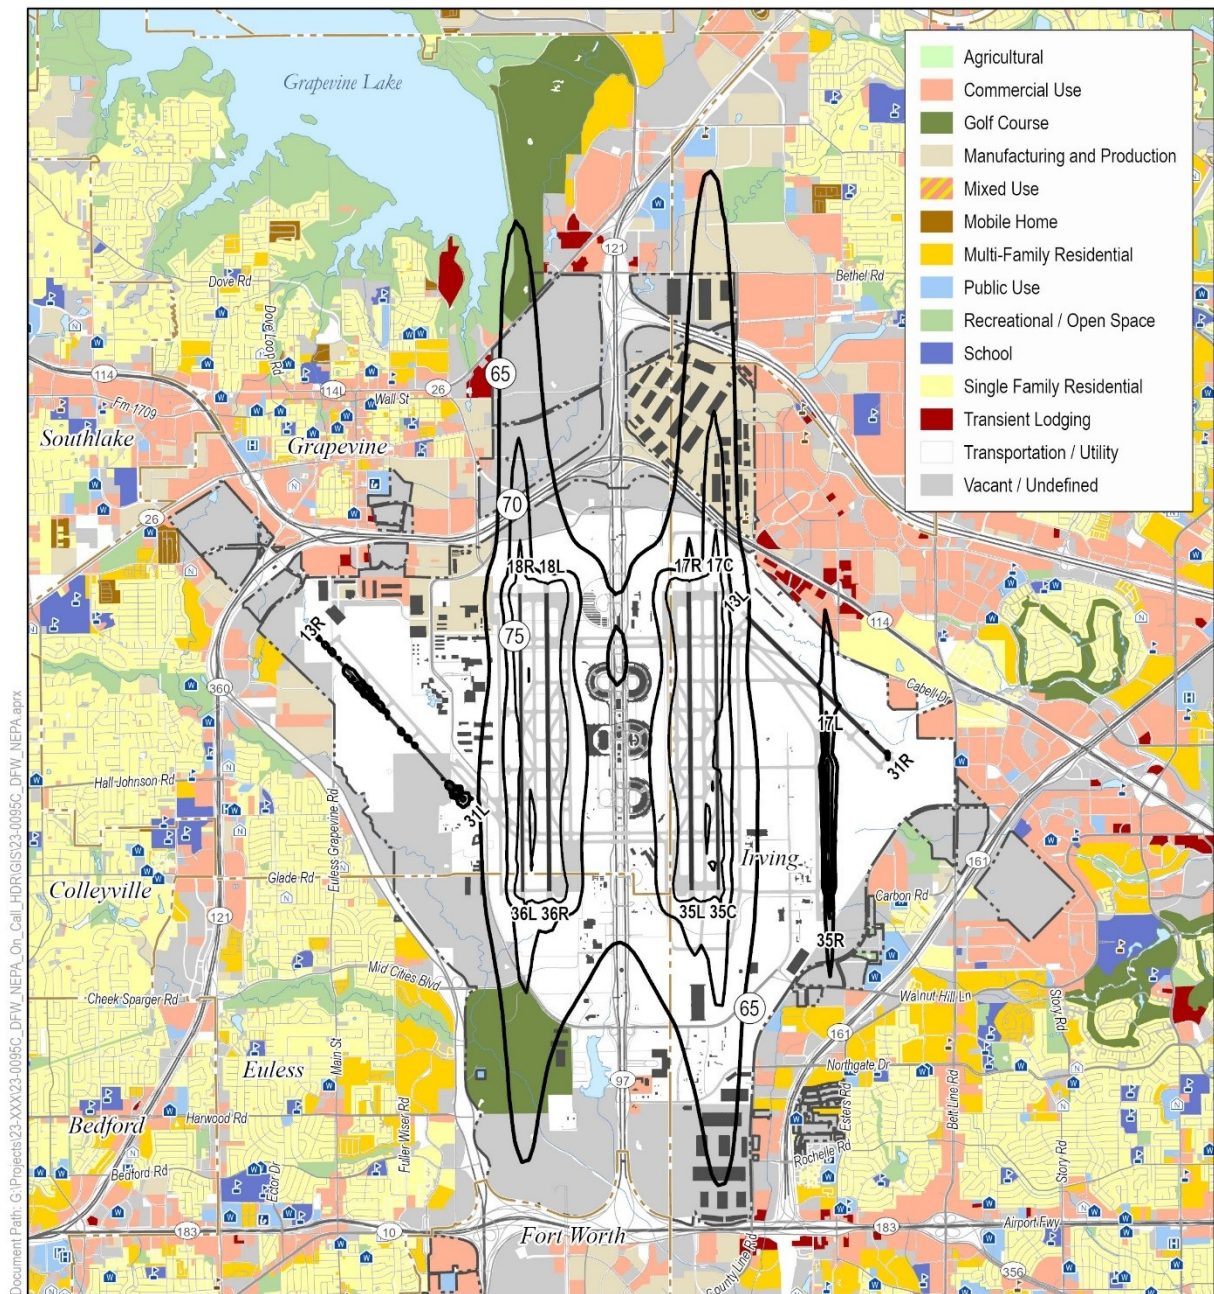 Grapevine Lake
Agricultural
Commercial Use
Golf Course
Manufacturing and Production
Mixed Use
Mobile Home
Multi-Family Residential
Public Use
Recreational / Open Space
School
Single Family Residential
Transient Lodging
Transportation / Utility
Vacant / Undefined
121
Bethel Rd
Dove Rd
Dove Loop Rd
65
114
114L
26
Wall St
Fm 1709
Southlake
Grapevine
26
70
18R 18L
17R 17C
13L
75
13R
114
360
Cabell Dr
17L
31R
Hall Johnson Rd
Euless Grapevine Rd
31L
Irving
161
Colleyville
Glade Rd
Carbon Rd
121
36L 36R
35L 35C
35R
Mid Cities Blvd
Cheek Sparger Rd
65
Walnut Hill Ln
Story Rd
161
Main St
Euless
97
Northgate Dr
Esters Rd
Belt Line Rd
Bedford
Harwood Rd
Fuller Wiser Rd
Rochelle Rd
Bedford Rd
Ector Dr
Story Rd
183
10
Fort Worth
County Line Rd
183
Airport Fwy
356
Document Path: G:\Projects\23-XXX\23-0095C_DFW_NEPA_On_Call_HDR\GIS\23-0095C_DFW_NEPA.aprx